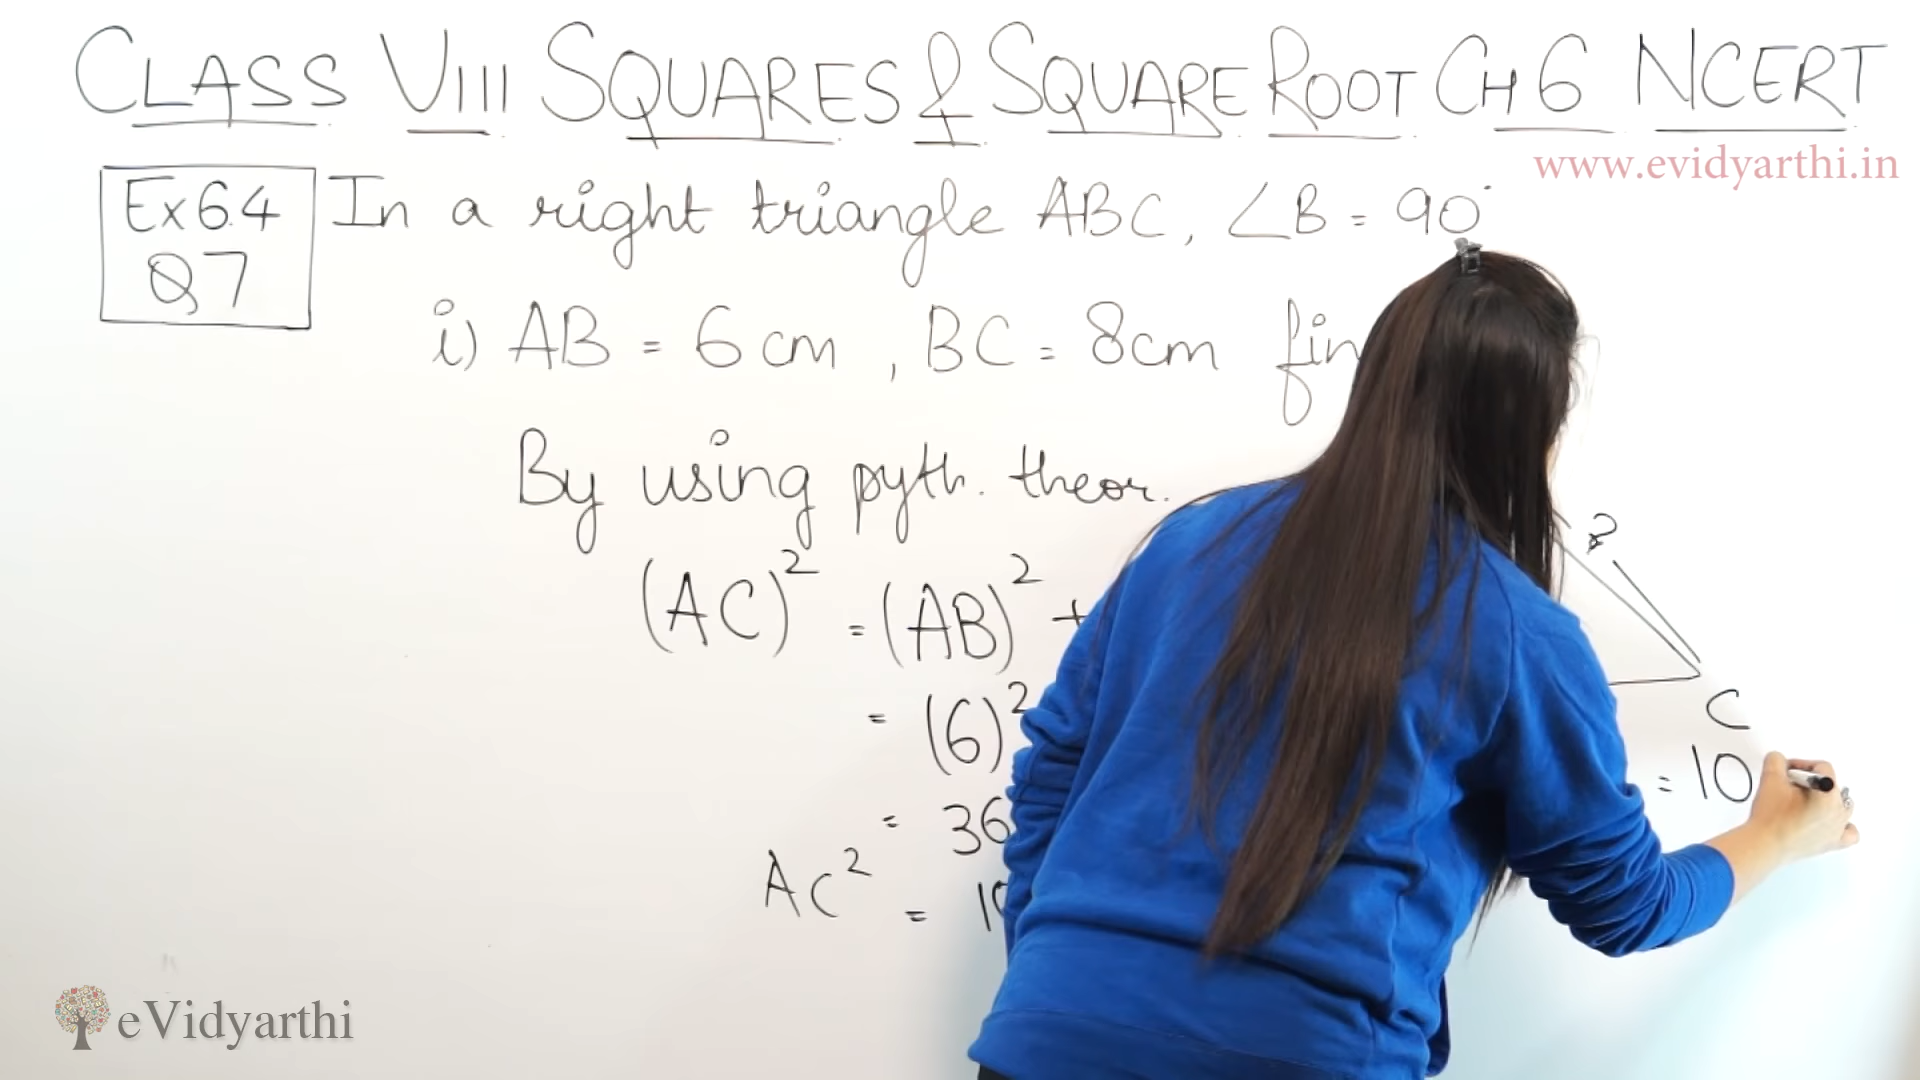 CLASS VIII SQUARES & SQUARE ROOT CH 6 NCERT
www.evidyarthi.in
Ex 6.4
Q7
In a right triangle ABC, ∠B = 90°
i) AB = 6 cm, BC = 8cm fin
By using pyth. theor.
(AC)² = (AB)² +
?
= (6)²
C
= 10
= 36
AC² = 10
eVidyarthi